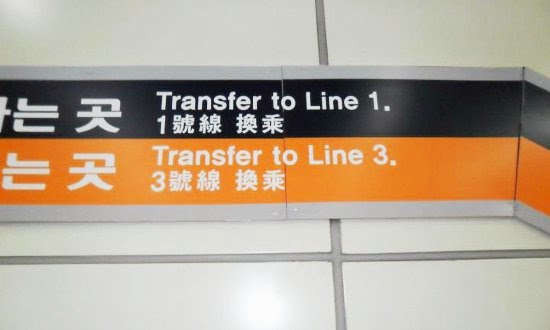 는 곳 Transfer to Line 1.
1號線 換乘
는 곳 Transfer to Line 3.
3號線 換乘